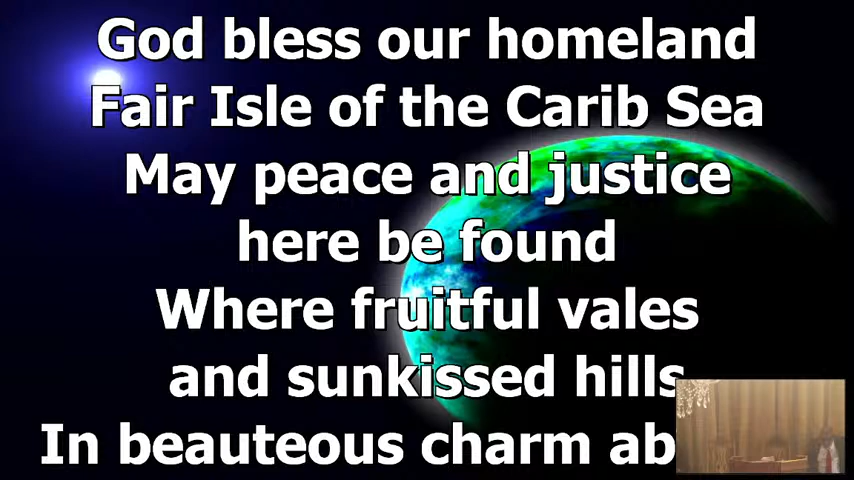 God bless our homeland
Fair Isle of the Carib Sea
May peace and justice
here be found
Where fruitful vales
and sunkissed hills
In beauteous charm